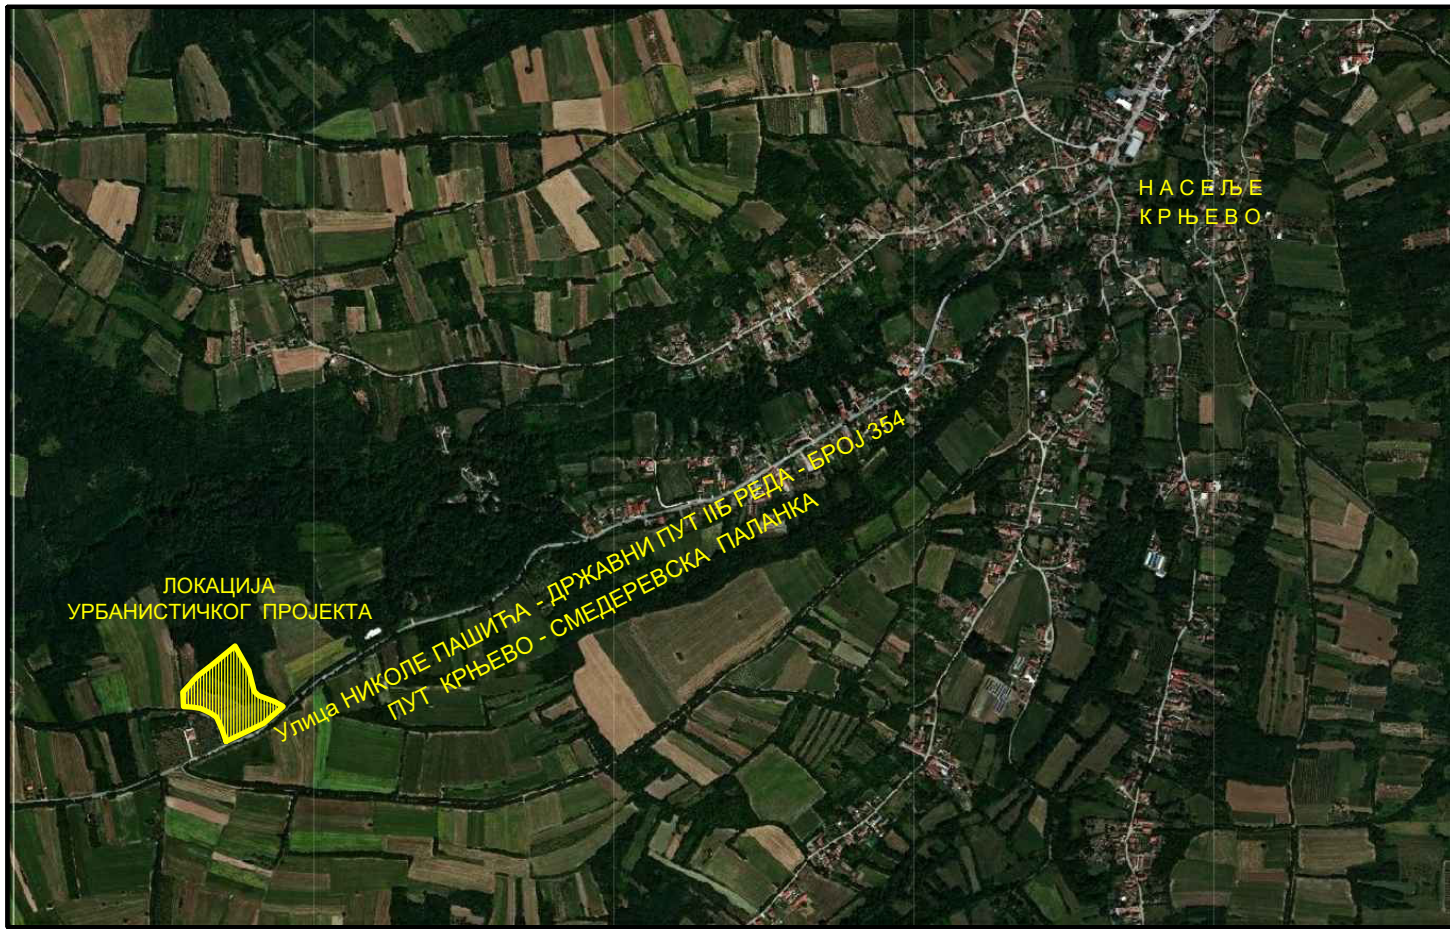 НАСЕЉЕ
КРЊЕВО
Улица НИКОЛЕ ПАШИЋА - ДРЖАВНИ ПУТ IIБ РЕДА - БРОЈ 354
ПУТ КРЊЕВО - СМЕДЕРЕВСКА ПАЛАНКА
ЛОКАЦИЈА
УРБАНИСТИЧКОГ ПРОЈЕКТА